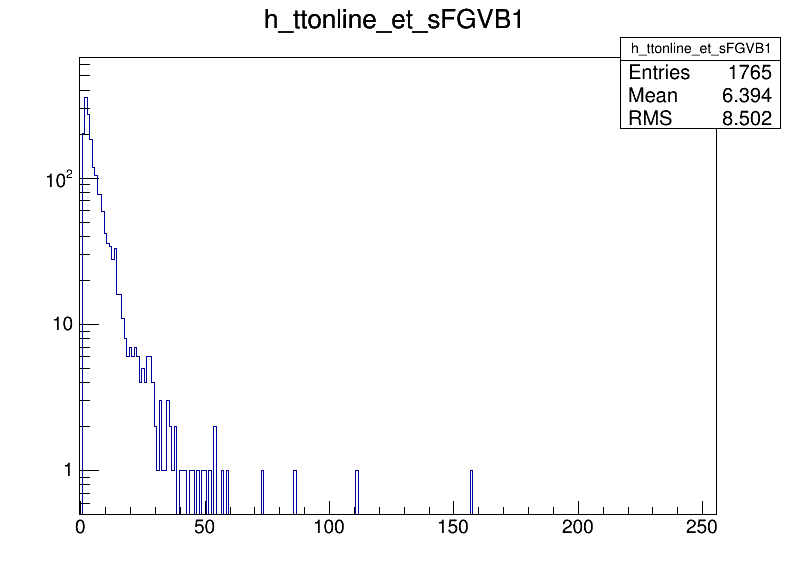 h_ttonline_et_sFGVB1
h_ttonline_et_sFGVB1
Entries 1765
Mean 6.394
RMS 8.502
10²
10
1
0 50 100 150 200 250